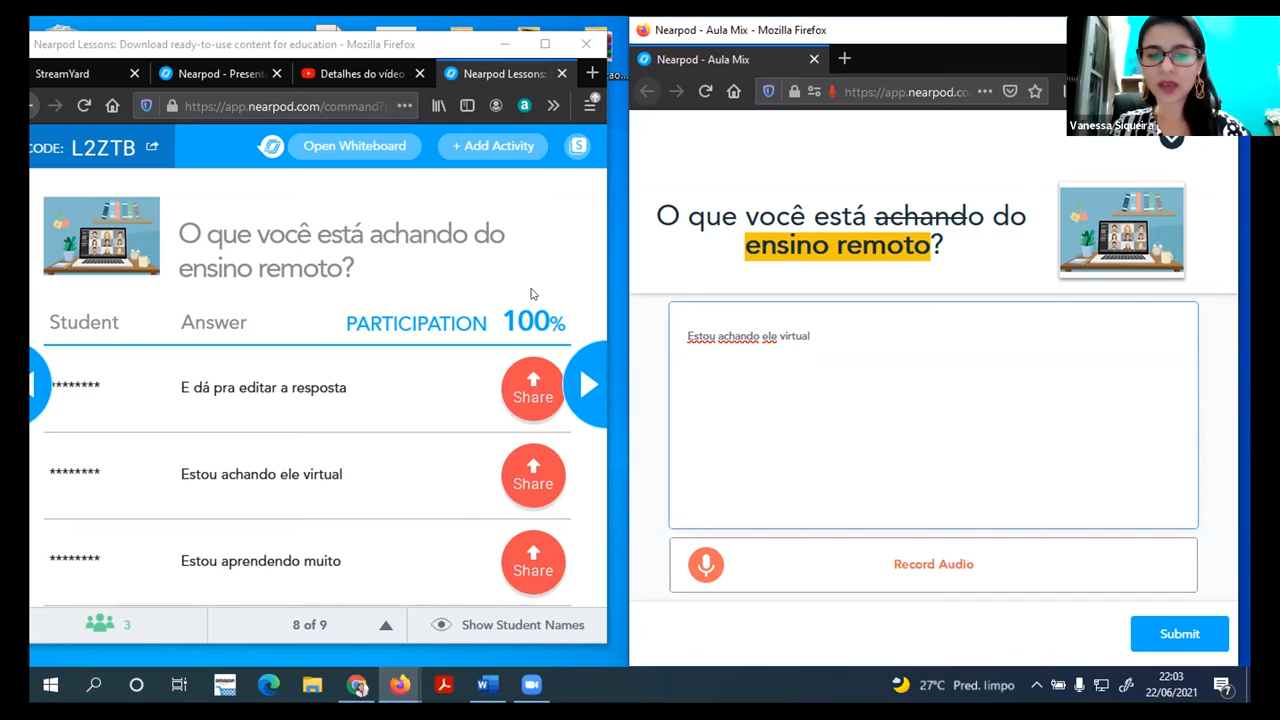 Nearpod Lessons: Download ready-to-use content for education - Mozilla Firefox
StreamYard
Nearpod - Present
Detalhes do vídeo
Nearpod Lessons:
https://app.nearpod.com/command?
CODE: L2ZTB
Open Whiteboard
+ Add Activity
S
O que você está achando do
ensino remoto?
Student
Answer
PARTICIPATION 100%
********
E dá pra editar a resposta
Share
********
Estou achando ele virtual
Share
********
Estou aprendendo muito
Share
3
8 of 9
Show Student Names
Nearpod - Aula Mix — Mozilla Firefox
Nearpod - Aula Mix
https://app.nearpod.co
Vanessa Siqueira
O que você está achando do
ensino remoto?
Estou achando ele virtual
Record Audio
Submit
27°C Pred. limpo
22:03
22/06/2021
7